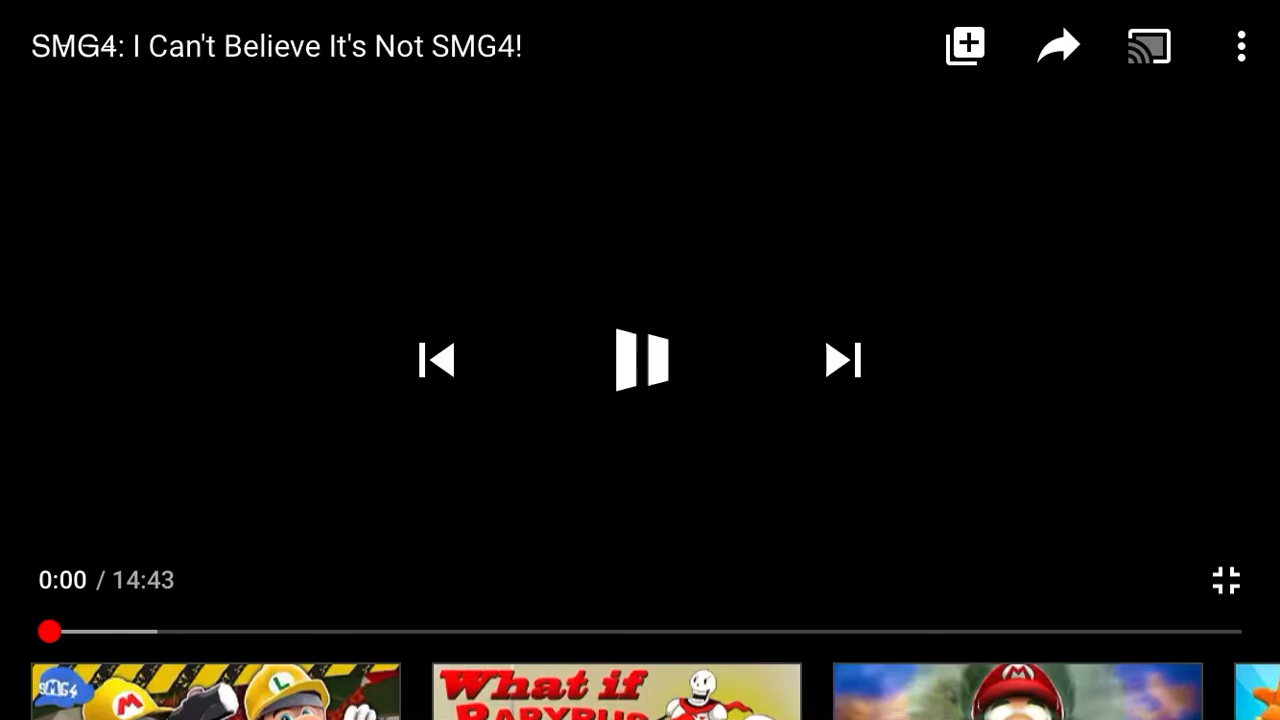 SMG4: I Can't Believe It's Not SMG4!
0:00 / 14:43
SMG4
M
L
What if
M